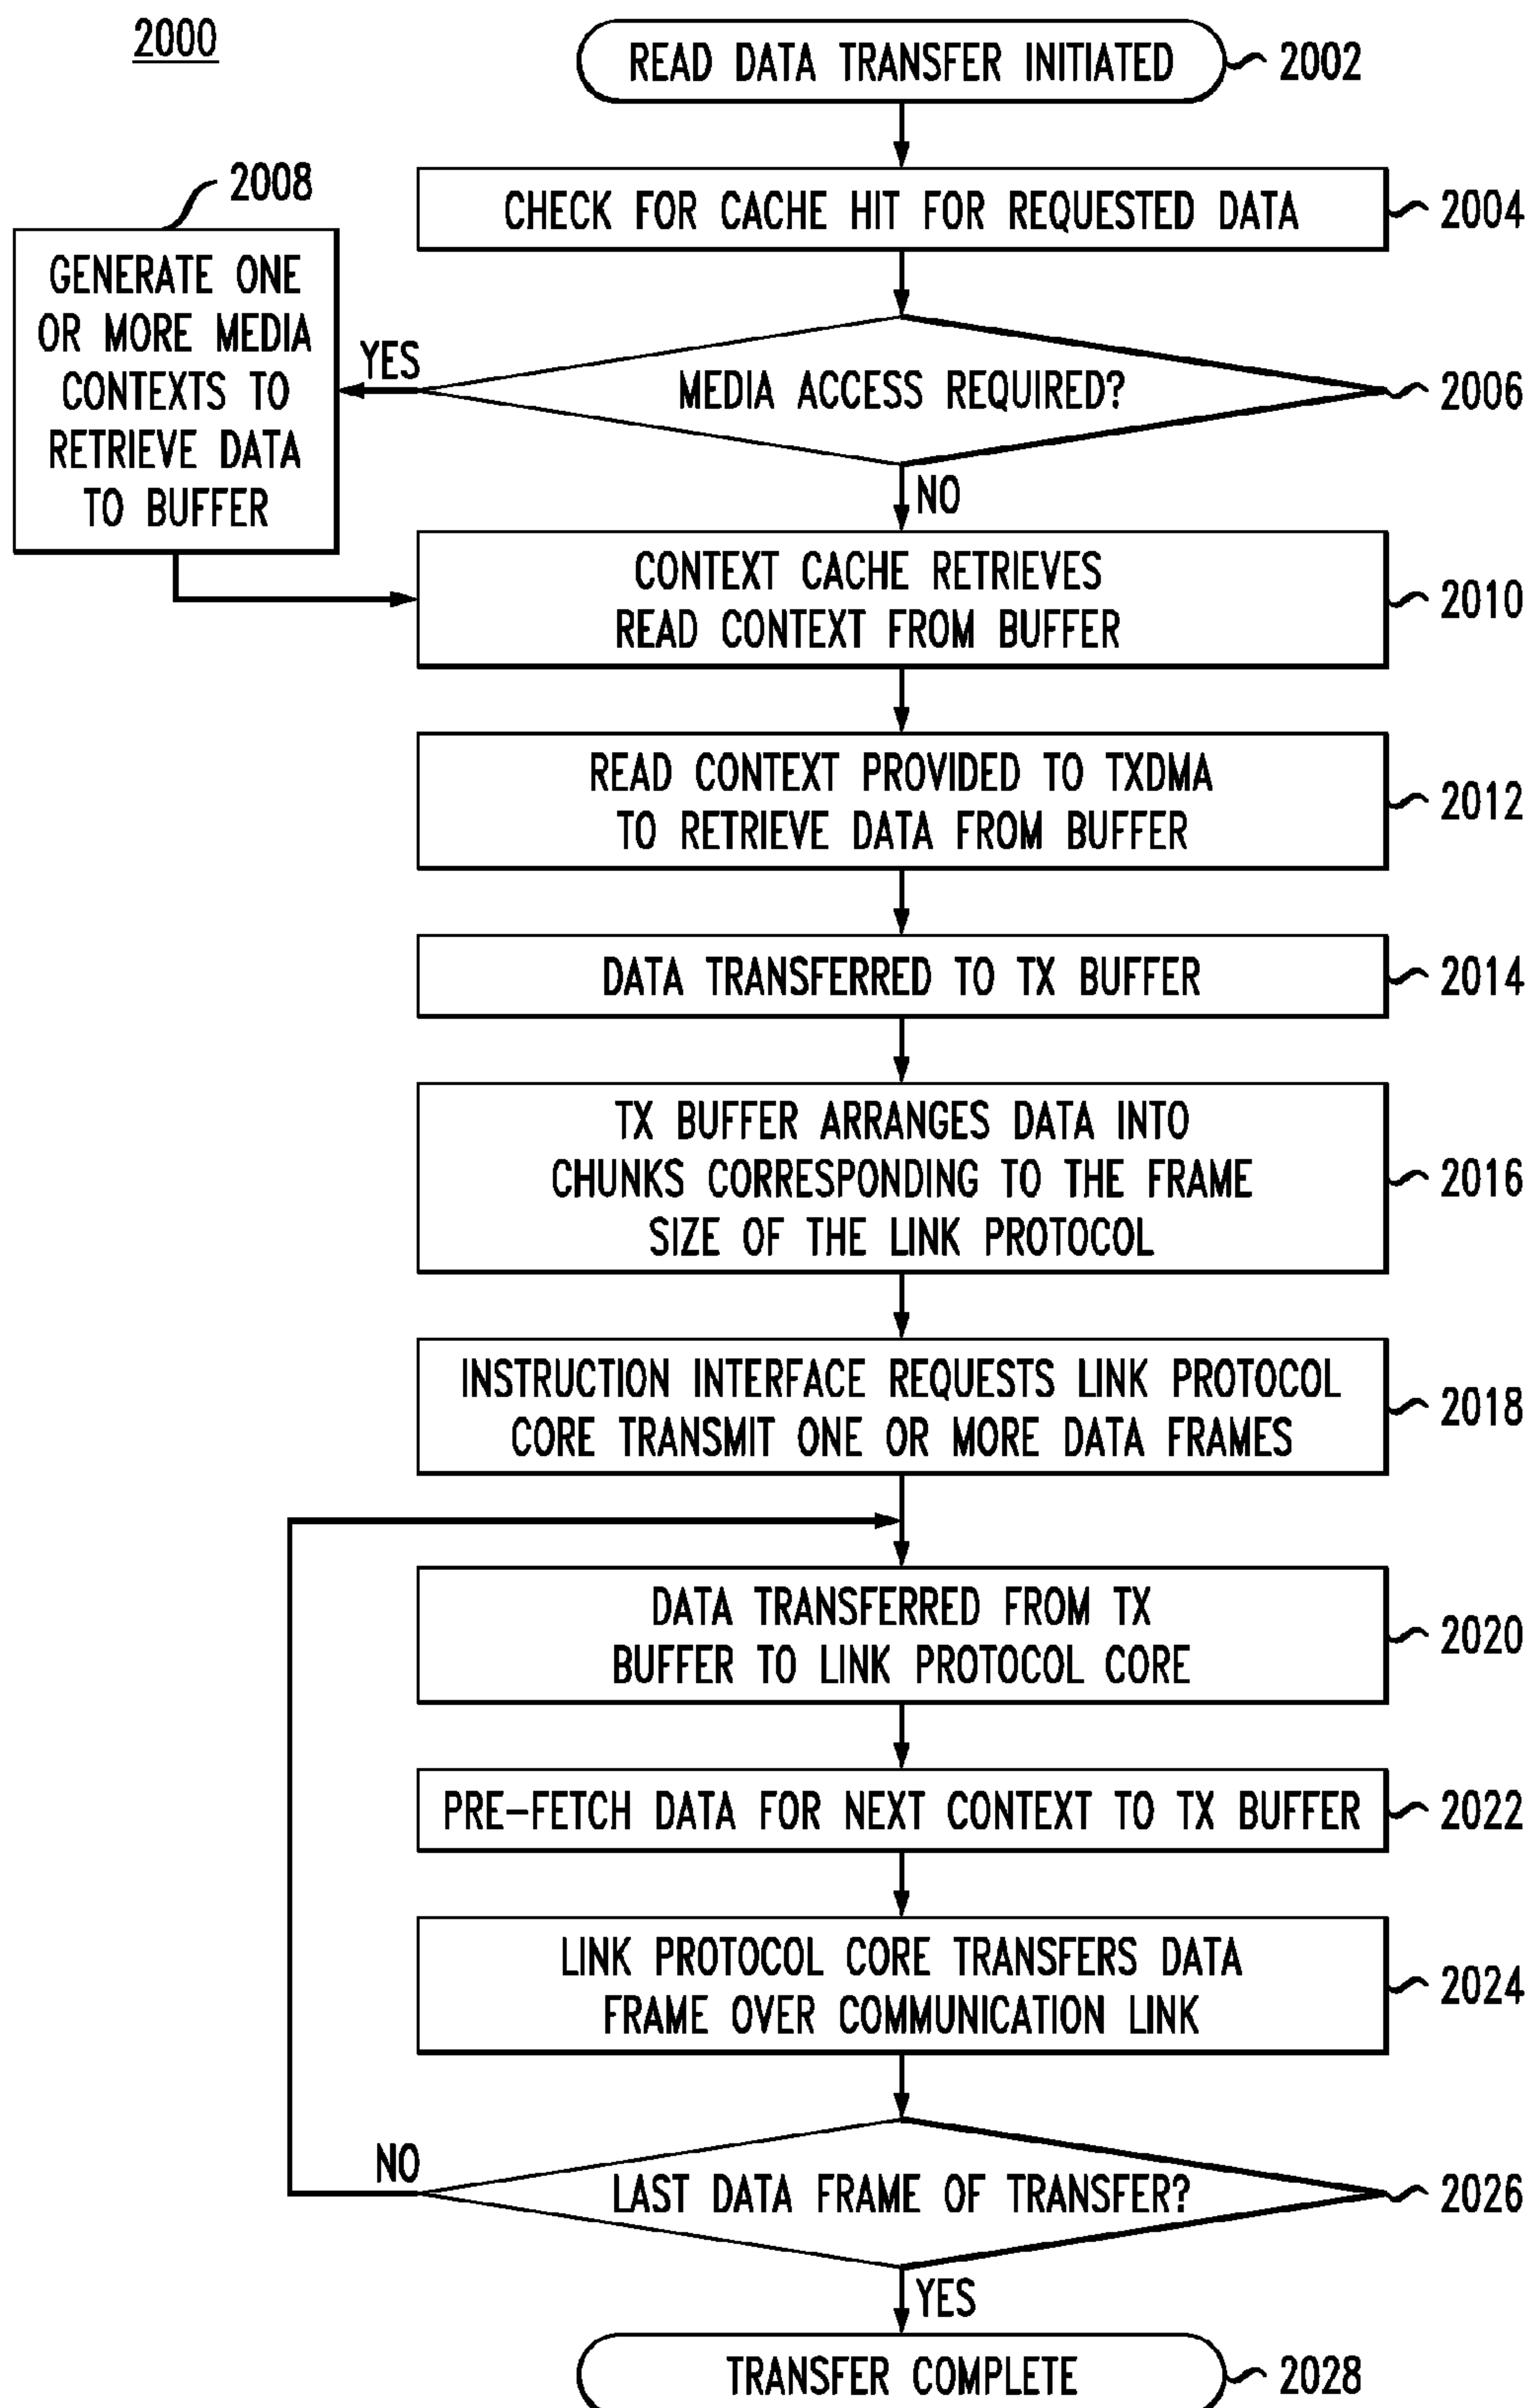 2000
READ DATA TRANSFER INITIATED
2002
CHECK FOR CACHE HIT FOR REQUESTED DATA
2004
2008
GENERATE ONE
OR MORE MEDIA
CONTEXTS TO
RETRIEVE DATA
TO BUFFER
YES
MEDIA ACCESS REQUIRED?
2006
NO
CONTEXT CACHE RETRIEVES
READ CONTEXT FROM BUFFER
2010
READ CONTEXT PROVIDED TO TXDMA
TO RETRIEVE DATA FROM BUFFER
2012
DATA TRANSFERRED TO TX BUFFER
2014
TX BUFFER ARRANGES DATA INTO
CHUNKS CORRESPONDING TO THE FRAME
SIZE OF THE LINK PROTOCOL
2016
INSTRUCTION INTERFACE REQUESTS LINK PROTOCOL
CORE TRANSMIT ONE OR MORE DATA FRAMES
2018
DATA TRANSFERRED FROM TX
BUFFER TO LINK PROTOCOL CORE
2020
PRE-FETCH DATA FOR NEXT CONTEXT TO TX BUFFER
2022
LINK PROTOCOL CORE TRANSFERS DATA
FRAME OVER COMMUNICATION LINK
2024
NO
LAST DATA FRAME OF TRANSFER?
2026
YES
TRANSFER COMPLETE
2028